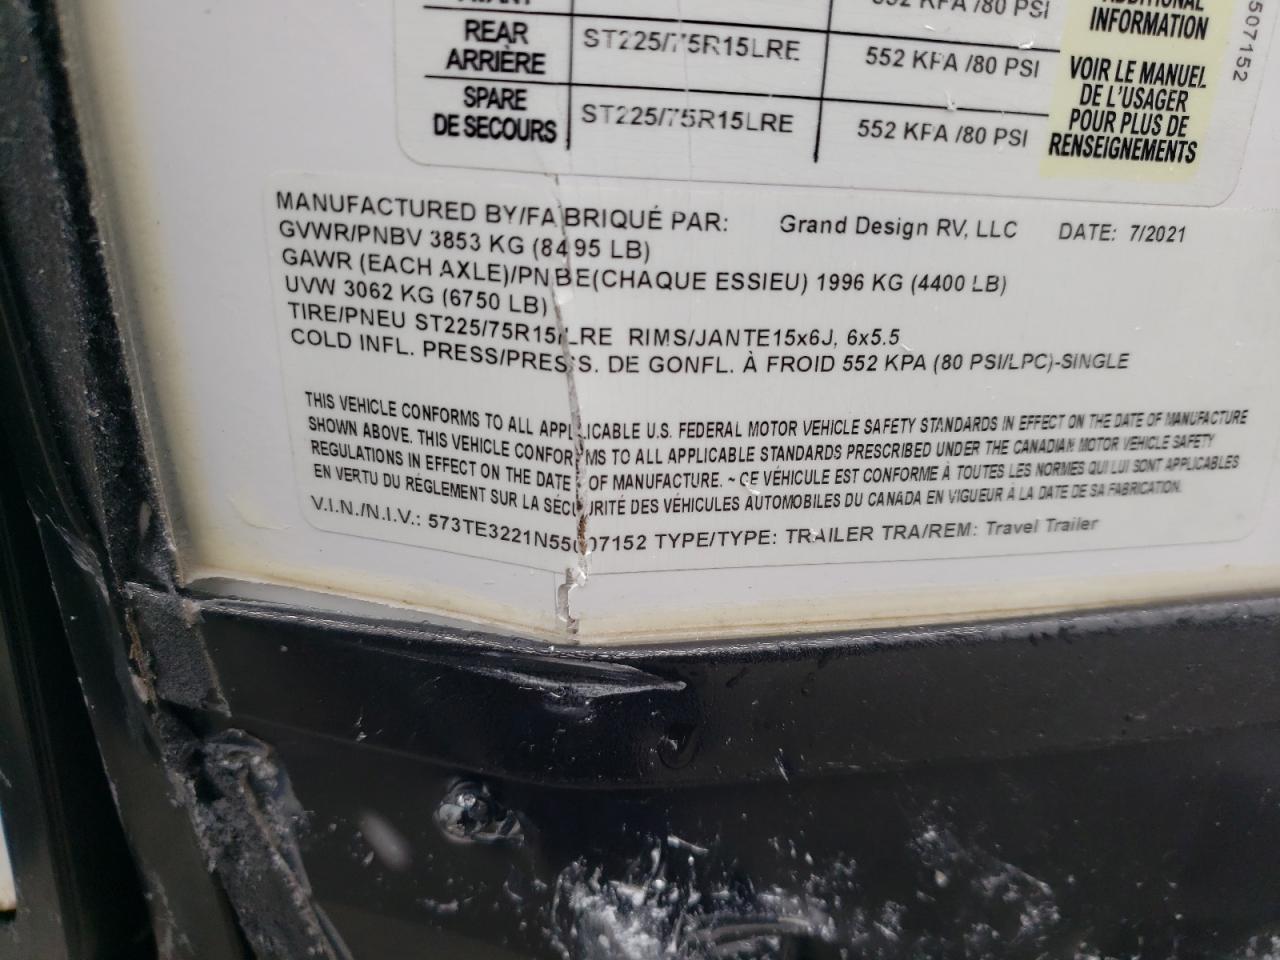 552 KPA /80 PSI
INFORMATION
REAR
ARRIÈRE
ST225/75R15LRE
552 KPA /80 PSI
VOIR LE MANUEL
DE L'USAGER
POUR PLUS DE
RENSEIGNEMENTS
SPARE
DE SECOURS
ST225/75R15LRE
552 KPA /80 PSI
507152
MANUFACTURED BY/FABRIQUÉ PAR: Grand Design RV, LLC DATE: 7/2021
GVWR/PNBV 3853 KG (8495 LB)
GAWR (EACH AXLE)/PNBE(CHAQUE ESSIEU) 1996 KG (4400 LB)
UVW 3062 KG (6750 LB)
TIRE/PNEU ST225/75R15/LRE RIMS/JANTE15x6J, 6x5.5
COLD INFL. PRESS/PRESS. DE GONFL. À FROID 552 KPA (80 PSI/LPC)-SINGLE
THIS VEHICLE CONFORMS TO ALL APPLICABLE U.S. FEDERAL MOTOR VEHICLE SAFETY STANDARDS IN EFFECT ON THE DATE OF MANUFACTURE
SHOWN ABOVE. THIS VEHICLE CONFORMS TO ALL APPLICABLE STANDARDS PRESCRIBED UNDER THE CANADIAN MOTOR VEHICLE SAFETY
REGULATIONS IN EFFECT ON THE DATE OF MANUFACTURE. ~ CE VÉHICULE EST CONFORME À TOUTES LES NORMES QUI LUI SONT APPLICABLES
EN VERTU DU RÈGLEMENT SUR LA SÉCURITÉ DES VÉHICULES AUTOMOBILES DU CANADA EN VIGUEUR À LA DATE DE SA FABRICATION.
V.I.N./N.I.V.: 573TE3221N5507152 TYPE/TYPE: TRAILER TRA/REM: Travel Trailer